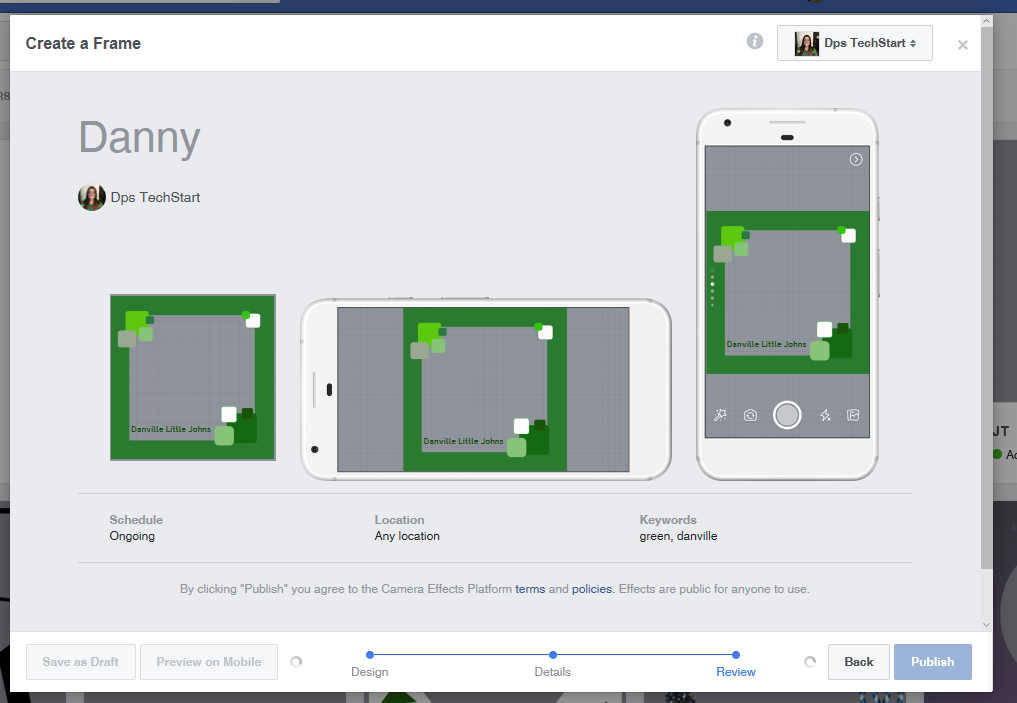 Create a Frame
Dps TechStart
Danny
Dps TechStart
Danville Little Johns
Danville Little Johns
Danville Little Johns
Schedule
Ongoing
Location
Any location
Keywords
green, danville
By clicking "Publish" you agree to the Camera Effects Platform terms and policies. Effects are public for anyone to use.
Save as Draft
Preview on Mobile
Design
Details
Review
Back
Publish
JT